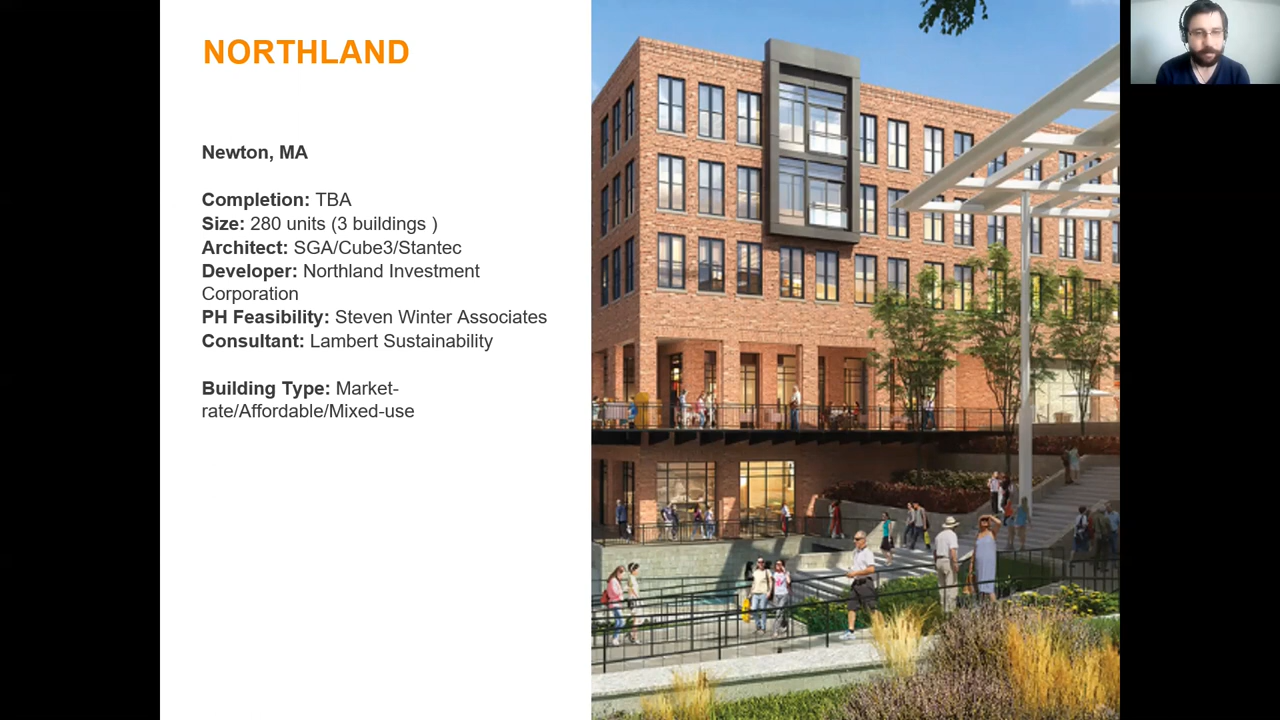 NORTHLAND
Newton, MA
Completion: TBA
Size: 280 units (3 buildings )
Architect: SGA/Cube3/Stantec
Developer: Northland Investment
Corporation
PH Feasibility: Steven Winter Associates
Consultant: Lambert Sustainability
Building Type: Market-
rate/Affordable/Mixed-use